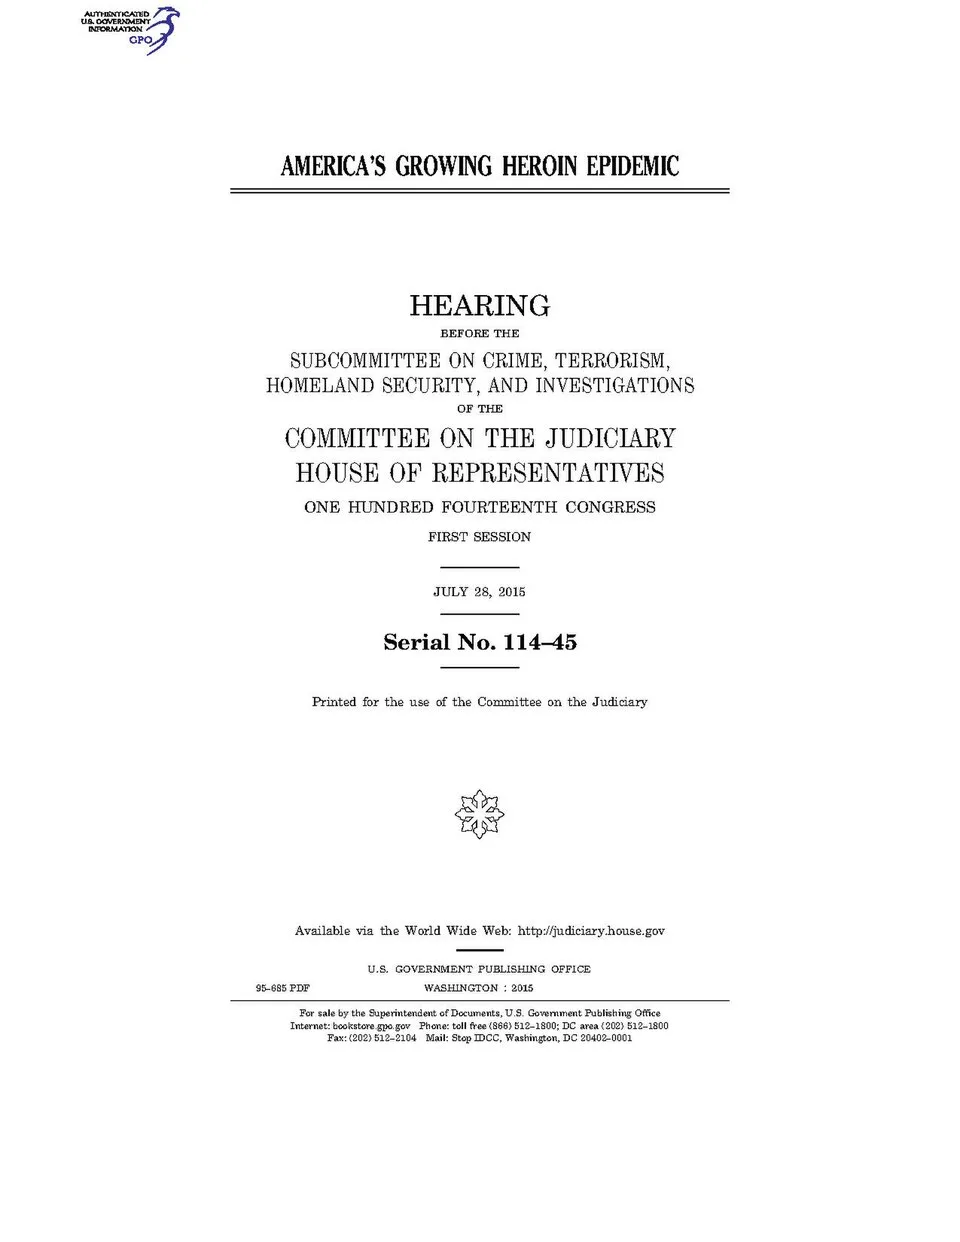 AUTHENTICATED
U.S. GOVERNMENT
INFORMATION
GPO
AMERICA'S GROWING HEROIN EPIDEMIC
HEARING
BEFORE THE
SUBCOMMITTEE ON CRIME, TERRORISM,
HOMELAND SECURITY, AND INVESTIGATIONS
OF THE
COMMITTEE ON THE JUDICIARY
HOUSE OF REPRESENTATIVES
ONE HUNDRED FOURTEENTH CONGRESS
FIRST SESSION
JULY 28, 2015
Serial No. 114–45
Printed for the use of the Committee on the Judiciary
Available via the World Wide Web: http://judiciary.house.gov
U.S. GOVERNMENT PUBLISHING OFFICE
95–685 PDF WASHINGTON : 2015
For sale by the Superintendent of Documents, U.S. Government Publishing Office
Internet: bookstore.gpo.gov Phone: toll free (866) 512–1800; DC area (202) 512–1800
Fax: (202) 512–2104 Mail: Stop IDCC, Washington, DC 20402–0001